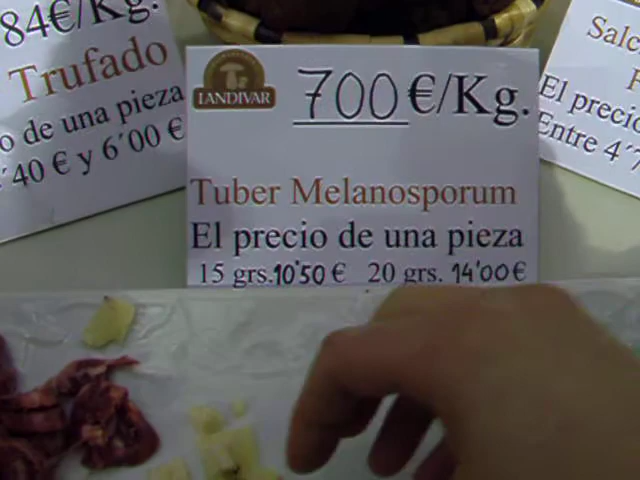 84€/Kg.
Trufado
o de una pieza
´40 € y 6´00 €
LANDIVAR
700€/Kg.
Tuber Melanosporum
El precio de una pieza
15 grs.10'50 € 20 grs. 14'00€
El precio
Entre 4´7